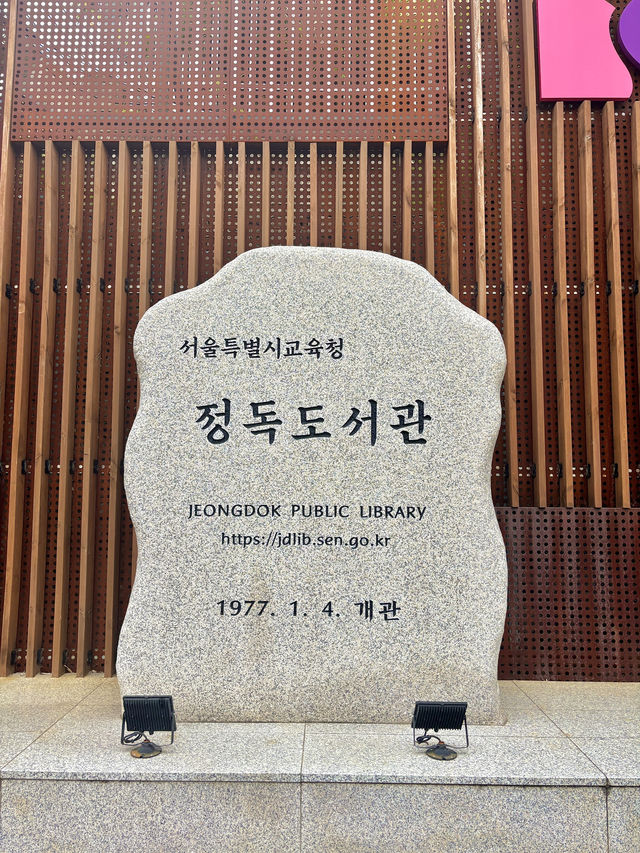 서울특별시교육청
정독도서관
JEONGDOK PUBLIC LIBRARY
https://jdlib.sen.go.kr
1977. 1. 4. 개관